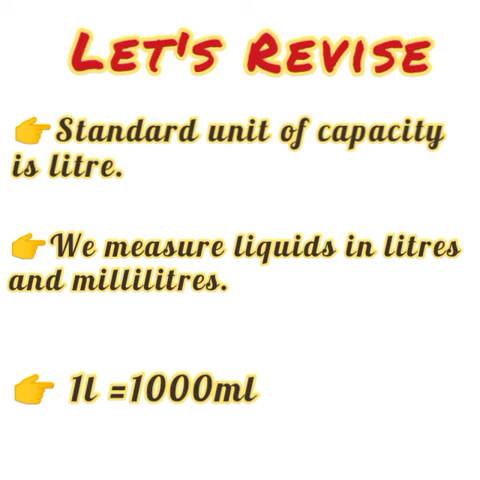 Let's Revise
👉Standard unit of capacity
is litre.
👉We measure liquids in litres
and millilitres.
👉 1l =1000ml